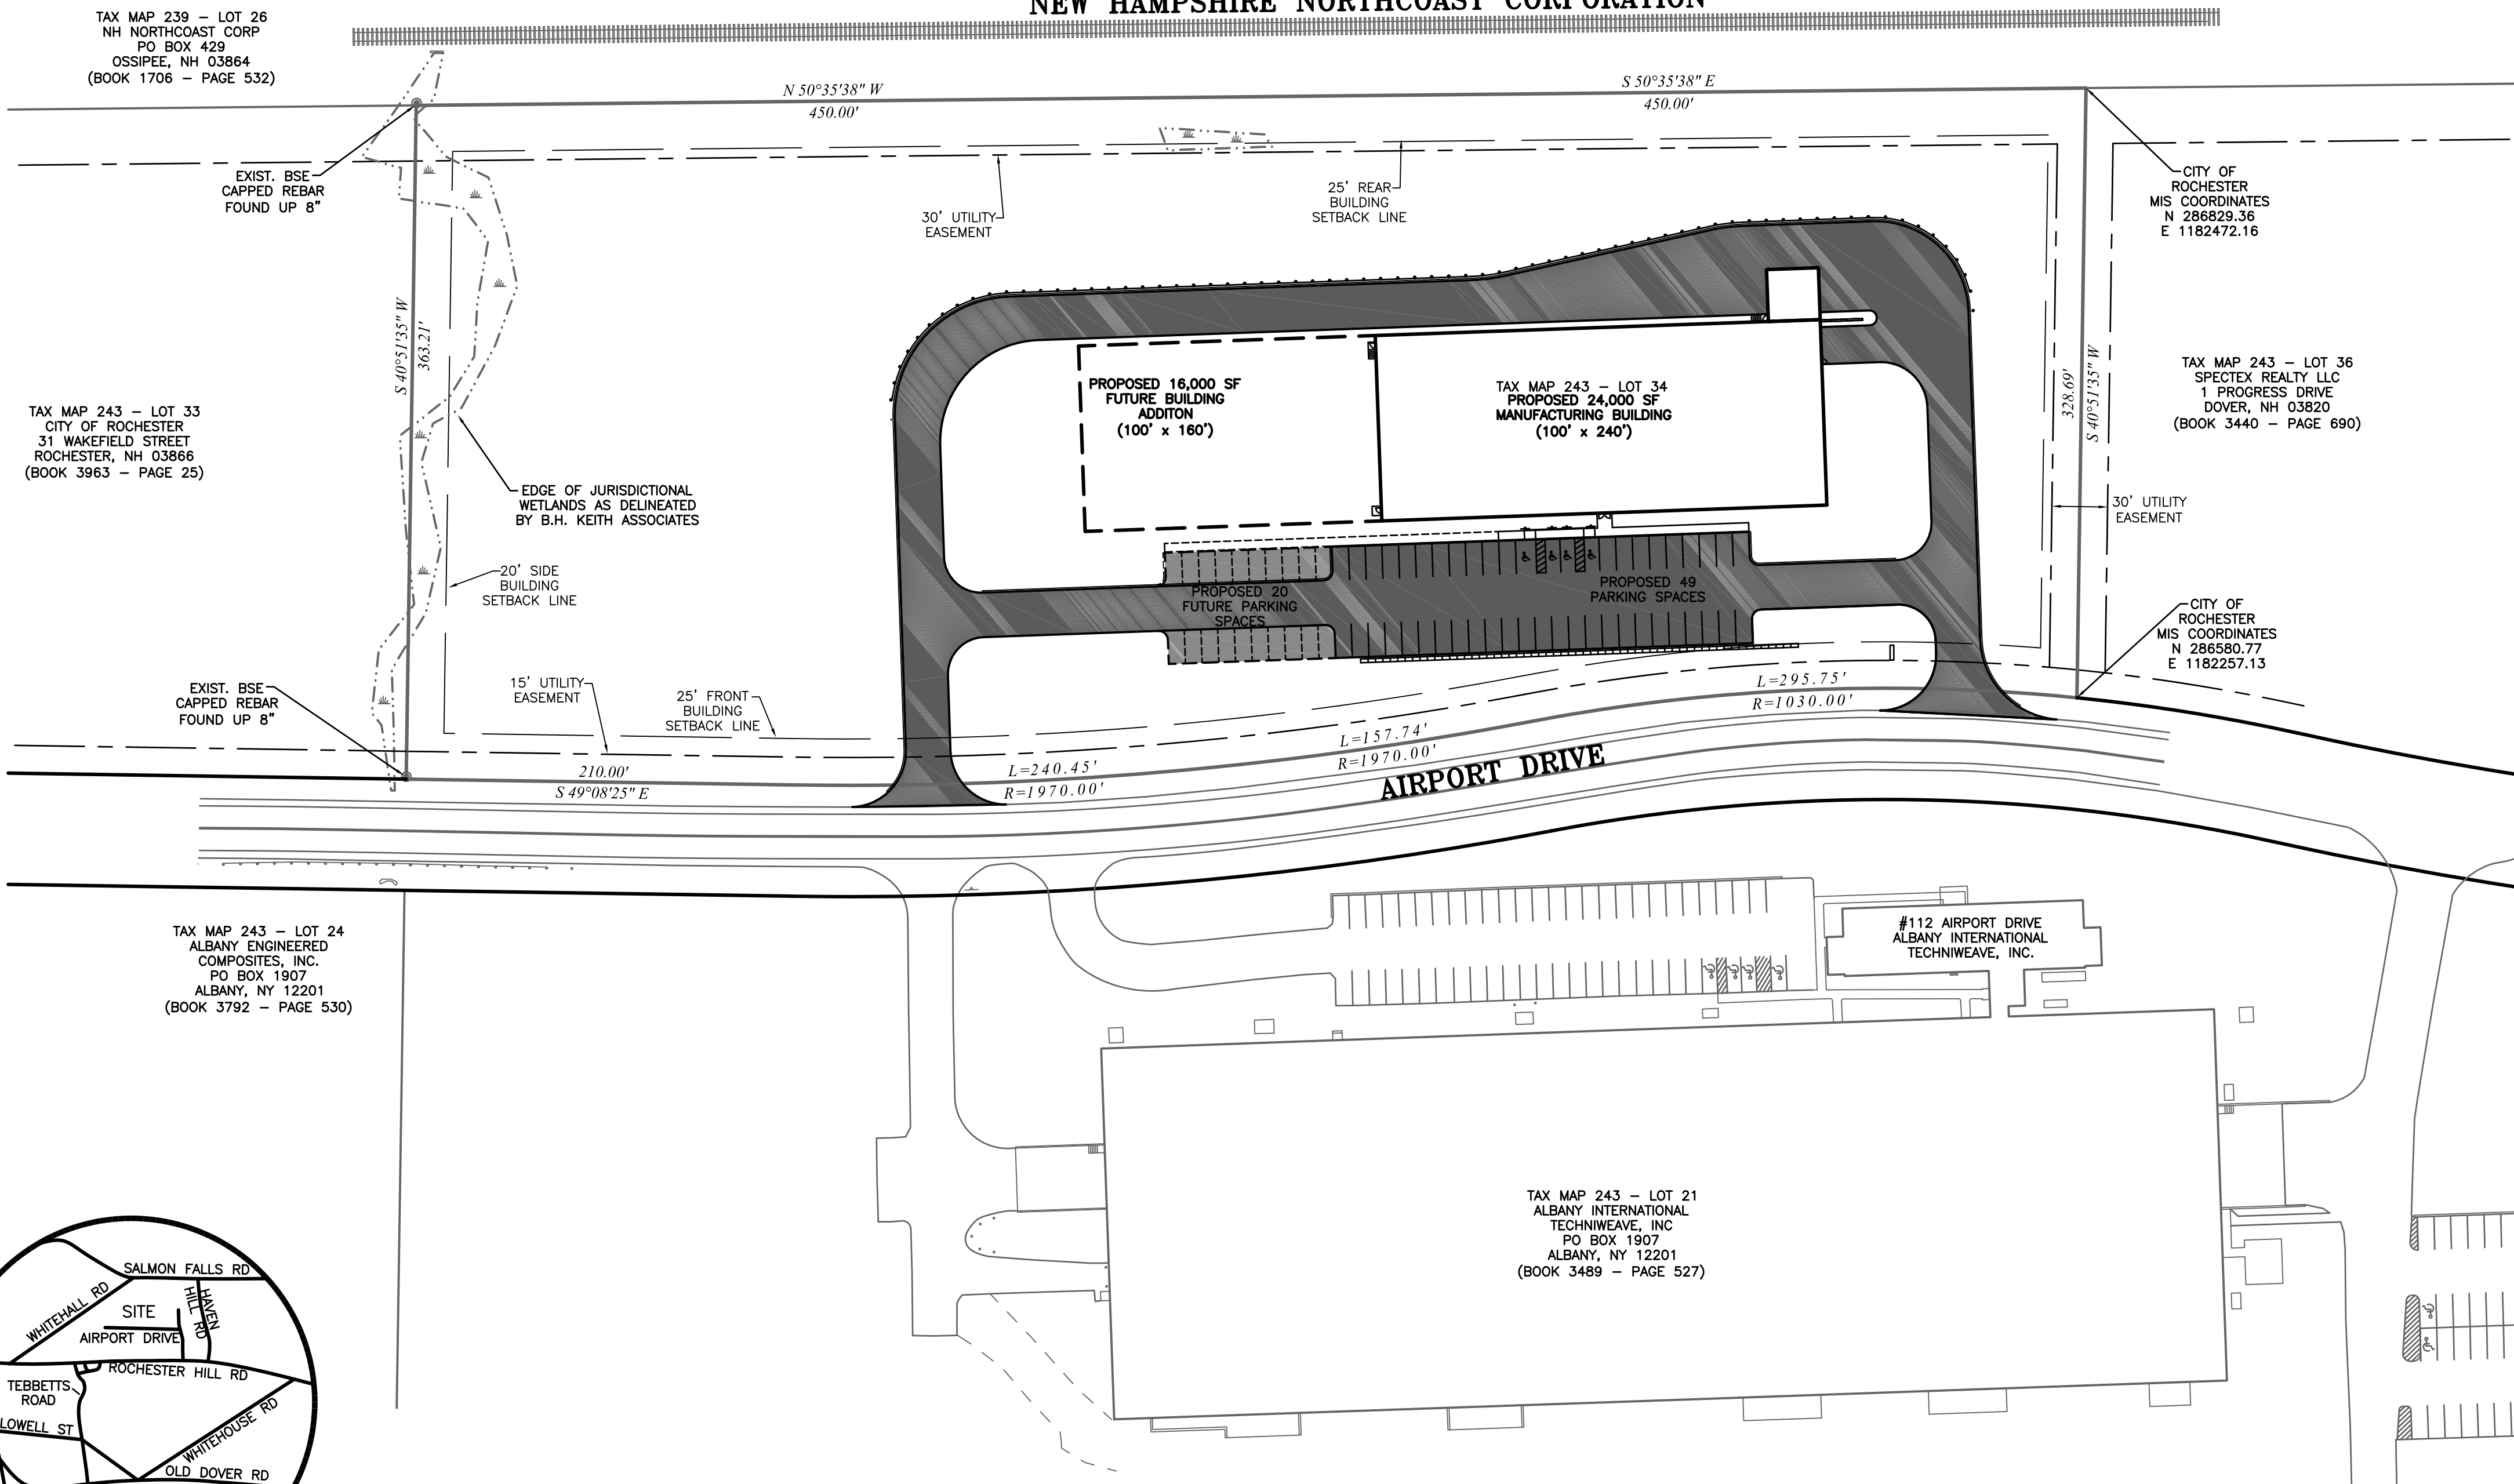 NEW HAMPSHIRE NORTHCOAST CORPORATION
TAX MAP 239 – LOT 26
NH NORTHCOAST CORP
PO BOX 429
OSSIPEE, NH 03864
(BOOK 1706 – PAGE 532)
N 50°35'38" W
450.00'
S 50°35'38" E
450.00'
EXIST. BSE
CAPPED REBAR
FOUND UP 8"
30' UTILITY
EASEMENT
25' REAR
BUILDING
SETBACK LINE
CITY OF
ROCHESTER
MIS COORDINATES
N 286829.36
E 1182472.16
S 40°51'35" W
363.21'
TAX MAP 243 – LOT 33
CITY OF ROCHESTER
31 WAKEFIELD STREET
ROCHESTER, NH 03866
(BOOK 3963 – PAGE 25)
EDGE OF JURISDICTIONAL
WETLANDS AS DELINEATED
BY B.H. KEITH ASSOCIATES
PROPOSED 16,000 SF
FUTURE BUILDING
ADDITON
(100' x 160')
TAX MAP 243 – LOT 34
PROPOSED 24,000 SF
MANUFACTURING BUILDING
(100' x 240')
328.69'
S 40°51'35" W
TAX MAP 243 – LOT 36
SPECTEX REALTY LLC
1 PROGRESS DRIVE
DOVER, NH 03820
(BOOK 3440 – PAGE 690)
30' UTILITY
EASEMENT
20' SIDE
BUILDING
SETBACK LINE
PROPOSED 20
FUTURE PARKING
SPACES
PROPOSED 49
PARKING SPACES
CITY OF
ROCHESTER
MIS COORDINATES
N 286580.77
E 1182257.13
EXIST. BSE
CAPPED REBAR
FOUND UP 8"
15' UTILITY
EASEMENT
25' FRONT
BUILDING
SETBACK LINE
210.00'
S 49°08'25" E
L=240.45'
R=1970.00'
L=157.74'
R=1970.00'
L=295.75'
R=1030.00'
AIRPORT DRIVE
TAX MAP 243 – LOT 24
ALBANY ENGINEERED
COMPOSITES, INC.
PO BOX 1907
ALBANY, NY 12201
(BOOK 3792 – PAGE 530)
#112 AIRPORT DRIVE
ALBANY INTERNATIONAL
TECHNIWEAVE, INC.
TAX MAP 243 – LOT 21
ALBANY INTERNATIONAL
TECHNIWEAVE, INC
PO BOX 1907
ALBANY, NY 12201
(BOOK 3489 – PAGE 527)
SALMON FALLS RD
WHITEHALL RD
HAVEN
HILL RD
SITE
AIRPORT DRIVE
ROCHESTER HILL RD
TEBBETTS
ROAD
LOWELL ST
WHITEHOUSE RD
OLD DOVER RD